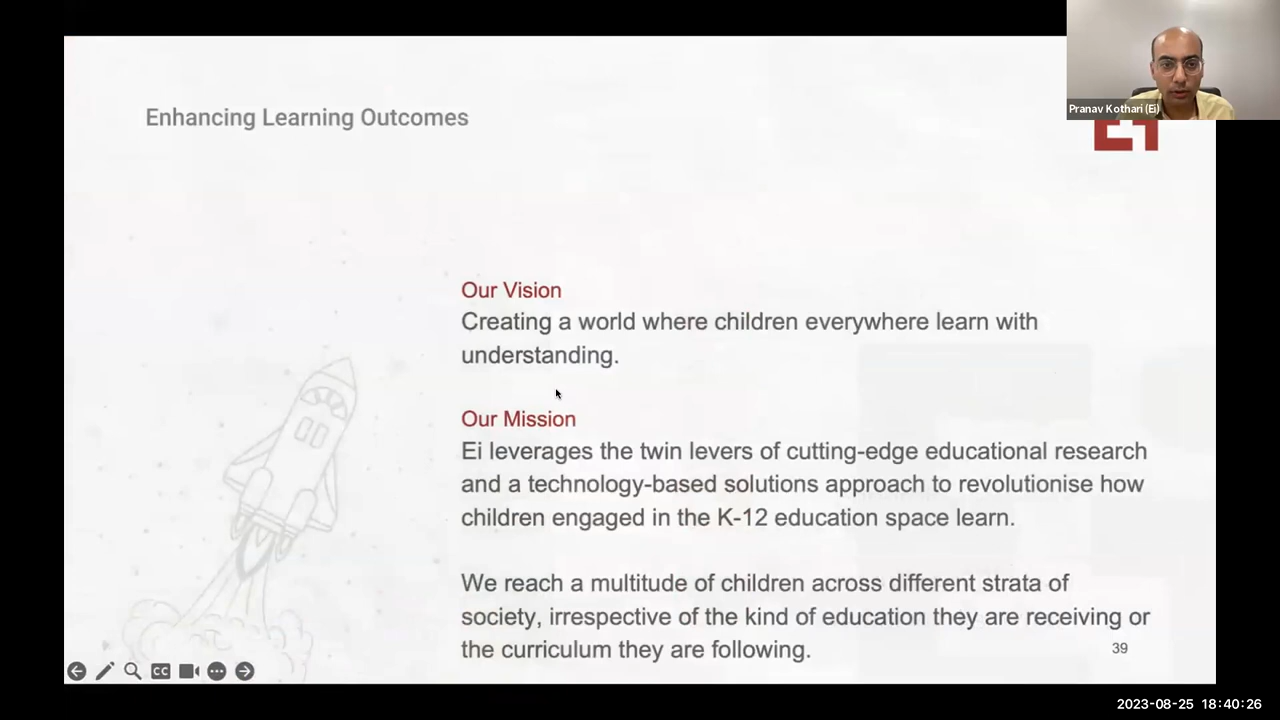 Enhancing Learning Outcomes
Pranav Kothari (Ei)
Ei
Our Vision
Creating a world where children everywhere learn with
understanding.
Our Mission
Ei leverages the twin levers of cutting-edge educational research
and a technology-based solutions approach to revolutionise how
children engaged in the K-12 education space learn.
We reach a multitude of children across different strata of
society, irrespective of the kind of education they are receiving or
the curriculum they are following.
39
CC
2023-08-25 18:40:26